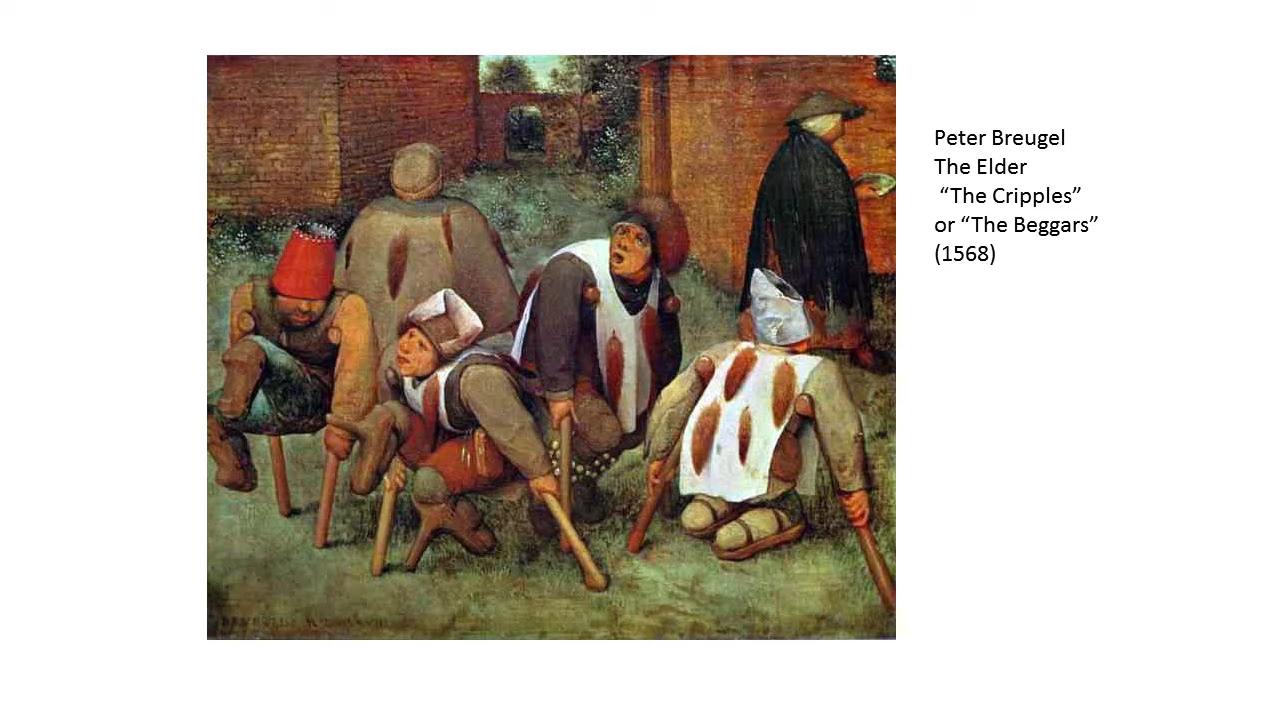 Peter Breugel
The Elder
“The Cripples”
or “The Beggars”
(1568)